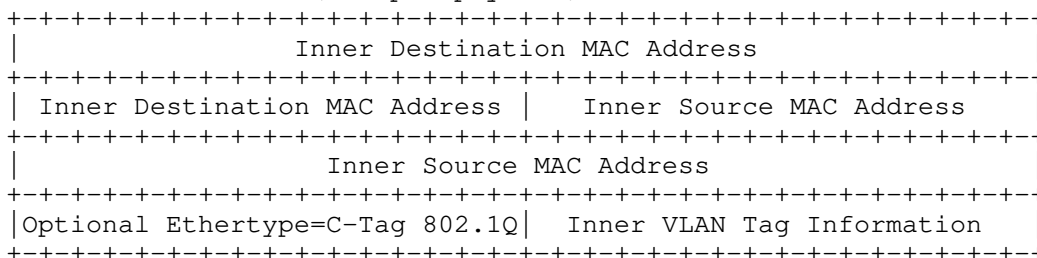 +-+-+-+-+-+-+-+-+-+-+-+-+-+-+-+-+-+-+-+-+-+-+-+-+-+-+-+-+-+-+-+-+--
|                 Inner Destination MAC Address
+-+-+-+-+-+-+-+-+-+-+-+-+-+-+-+-+-+-+-+-+-+-+-+-+-+-+-+-+-+-+-+-+--
| Inner Destination MAC Address |   Inner Source MAC Address
+-+-+-+-+-+-+-+-+-+-+-+-+-+-+-+-+-+-+-+-+-+-+-+-+-+-+-+-+-+-+-+-+--
|                   Inner Source MAC Address
+-+-+-+-+-+-+-+-+-+-+-+-+-+-+-+-+-+-+-+-+-+-+-+-+-+-+-+-+-+-+-+-+--
|Optional Ethertype=C-Tag 802.1Q|  Inner VLAN Tag Information
+-+-+-+-+-+-+-+-+-+-+-+-+-+-+-+-+-+-+-+-+-+-+-+-+-+-+-+-+-+-+-+-+--